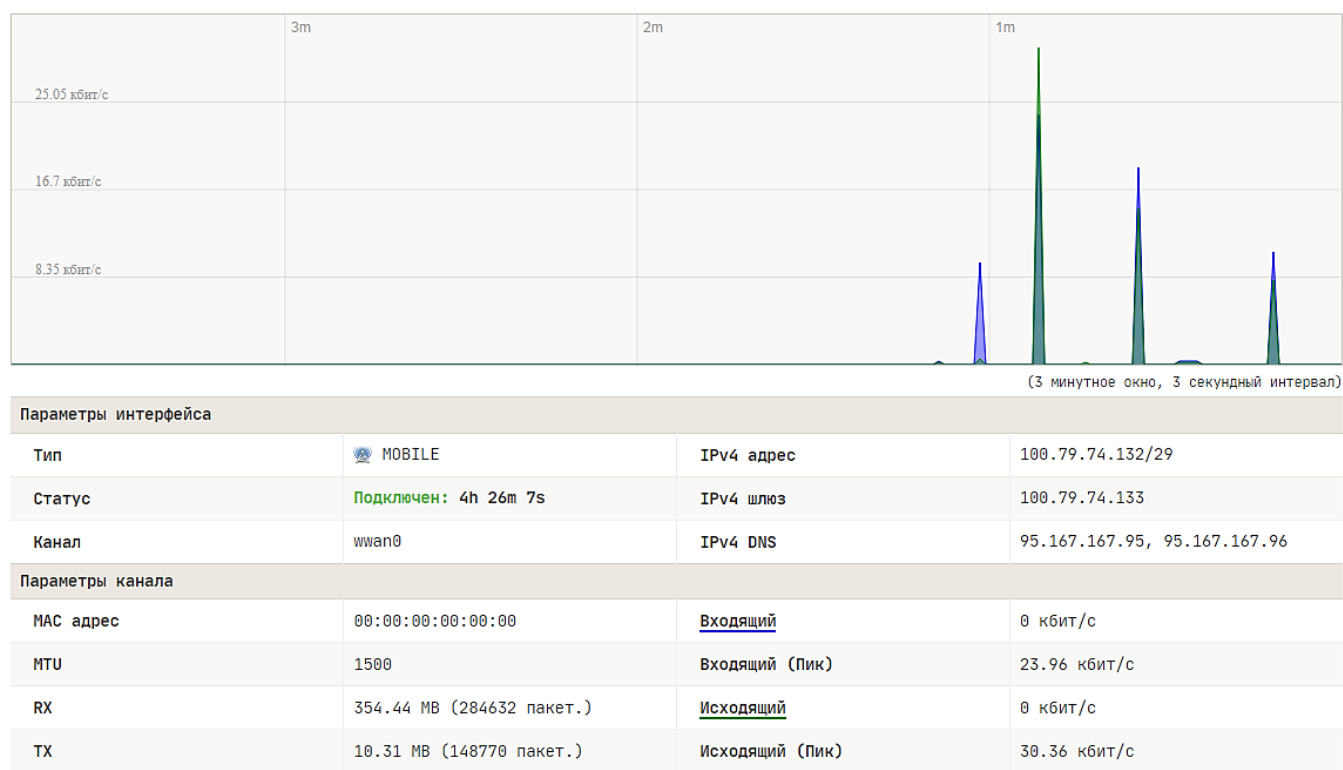 3m 2m 1m
25.05 кбит/с
16.7 кбит/с
8.35 кбит/с
(3 минутное окно, 3 секундный интервал)
Параметры интерфейса
Тип MOBILE IPv4 адрес 100.79.74.132/29
Статус Подключен: 4h 26m 7s IPv4 шлюз 100.79.74.133
Канал wwan0 IPv4 DNS 95.167.167.95, 95.167.167.96
Параметры канала
MAC адрес 00:00:00:00:00:00 Входящий 0 кбит/с
MTU 1500 Входящий (Пик) 23.96 кбит/с
RX 354.44 MB (284632 пакет.) Исходящий 0 кбит/с
TX 10.31 MB (148770 пакет.) Исходящий (Пик) 30.36 кбит/с